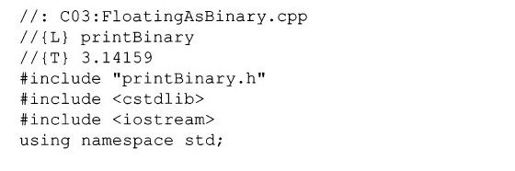 //: C03:FloatingAsBinary.cpp
//{L} printBinary
//{T} 3.14159
#include "printBinary.h"
#include <cstdlib>
#include <iostream>
using namespace std;